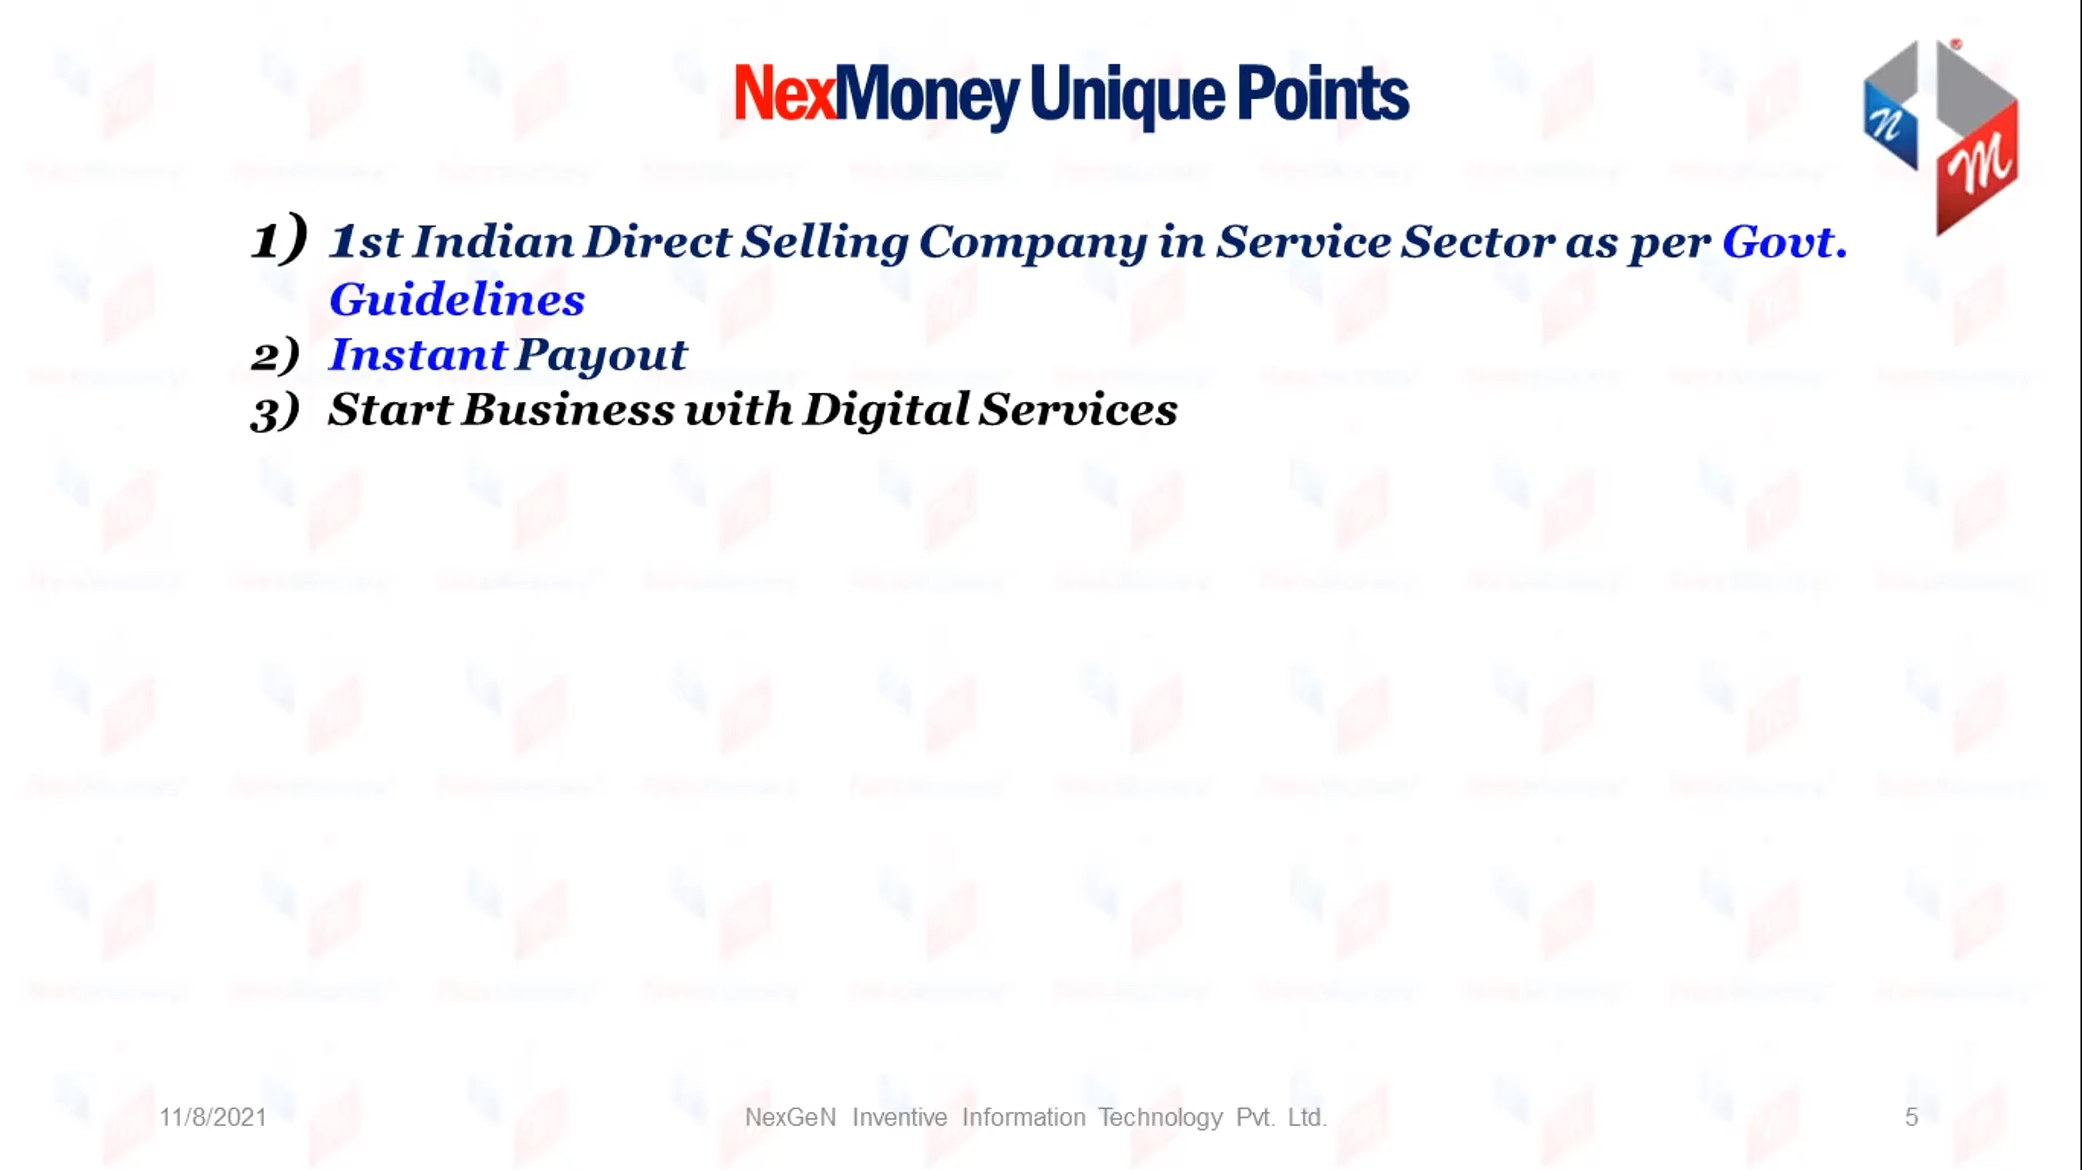 NexMoney Unique Points
®
n
m
1) 1st Indian Direct Selling Company in Service Sector as per Govt.
Guidelines
2) Instant Payout
3) Start Business with Digital Services
11/8/2021
NexGeN Inventive Information Technology Pvt. Ltd.
5